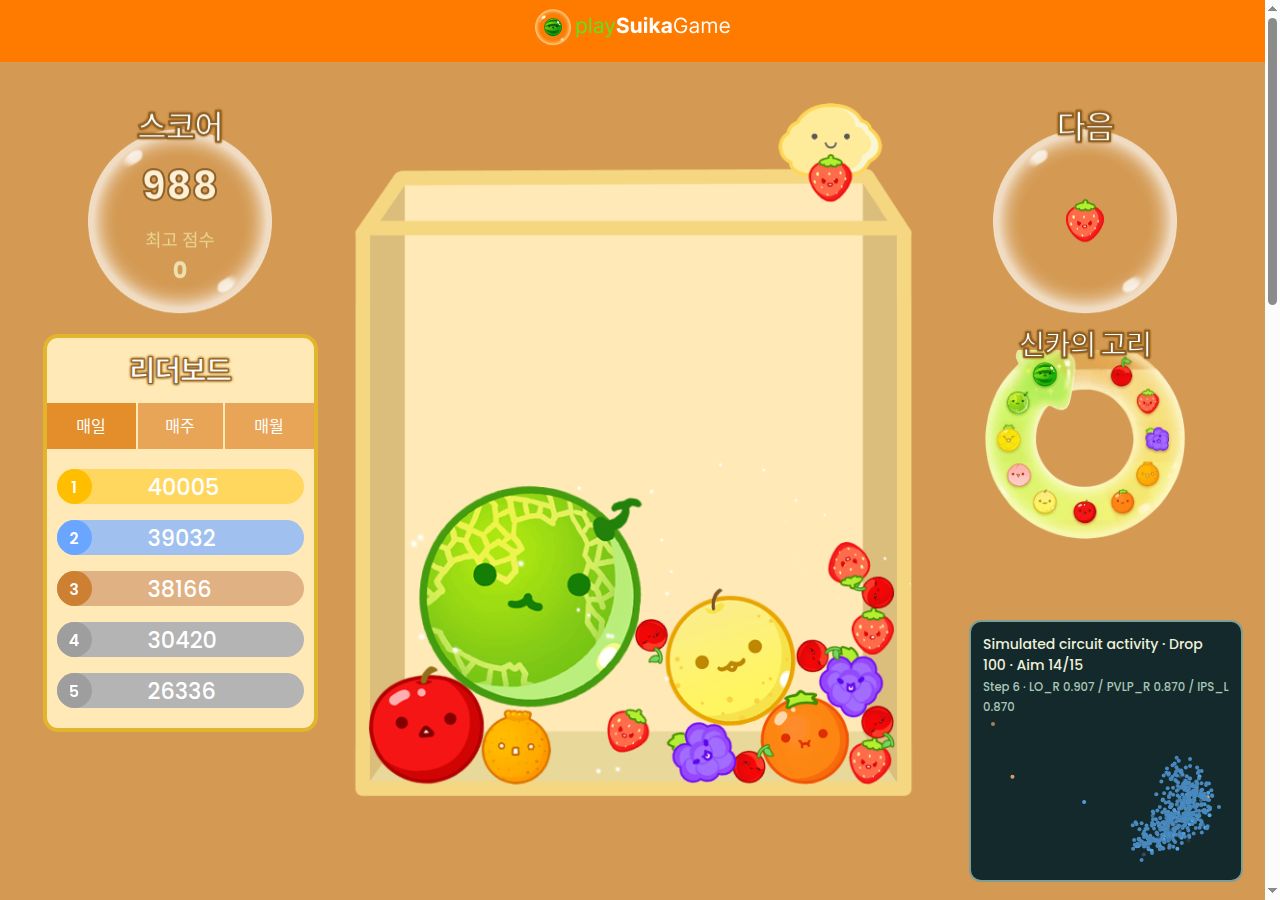 playSuikaGame
스코어
988
최고 점수
0
다음
신카의 고리
리더보드
매일 매주 매월
1 40005
2 39032
3 38166
4 30420
5 26336
Simulated circuit activity · Drop
100 · Aim 14/15
Step 6 · LO_R 0.907 / PVLP_R 0.870 / IPS_L
0.870